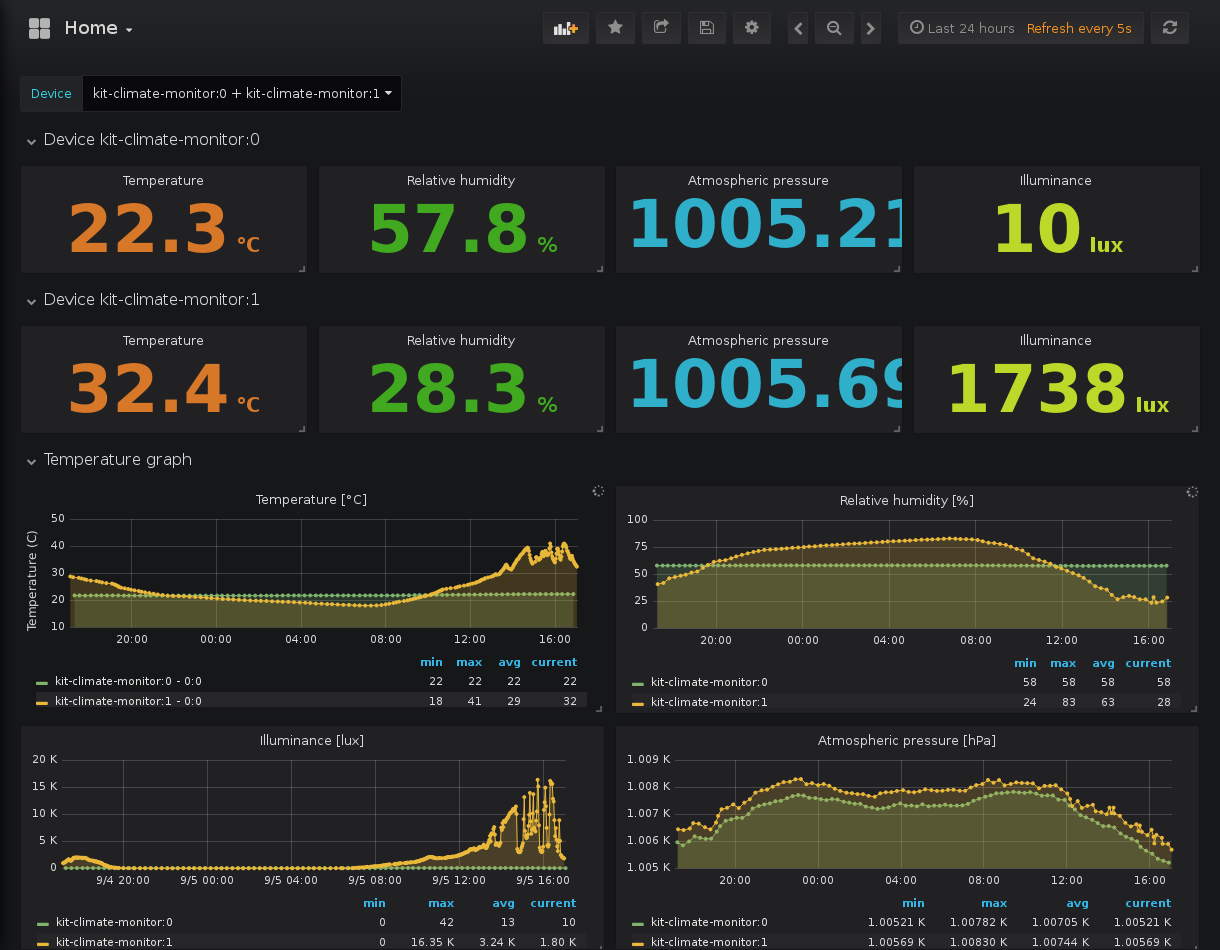 Home
Last 24 hours Refresh every 5s
Device kit-climate-monitor:0 + kit-climate-monitor:1
Device kit-climate-monitor:0
Temperature Relative humidity Atmospheric pressure Illuminance
22.3 °C 57.8 % 1005.21 10 lux
Device kit-climate-monitor:1
Temperature Relative humidity Atmospheric pressure Illuminance
32.4 °C 28.3 % 1005.69 1738 lux
Temperature graph
Temperature [°C]
Temperature (C)
50
40
30
20
10
20:00 00:00 04:00 08:00 12:00 16:00
min max avg current
kit-climate-monitor:0 - 0:0 22 22 22 22
kit-climate-monitor:1 - 0:0 18 41 29 32
Relative humidity [%]
100
75
50
25
0
20:00 00:00 04:00 08:00 12:00 16:00
min max avg current
kit-climate-monitor:0 58 58 58 58
kit-climate-monitor:1 24 83 63 28
Illuminance [lux]
20 K
15 K
10 K
5 K
0
9/4 20:00 9/5 00:00 9/5 04:00 9/5 08:00 9/5 12:00 9/5 16:00
min max avg current
kit-climate-monitor:0 0 42 13 10
kit-climate-monitor:1 0 16.35 K 3.24 K 1.80 K
Atmospheric pressure [hPa]
1.009 K
1.008 K
1.007 K
1.006 K
1.005 K
20:00 00:00 04:00 08:00 12:00 16:00
min max avg current
kit-climate-monitor:0 1.00521 K 1.00782 K 1.00705 K 1.00521 K
kit-climate-monitor:1 1.00569 K 1.00830 K 1.00744 K 1.00569 K